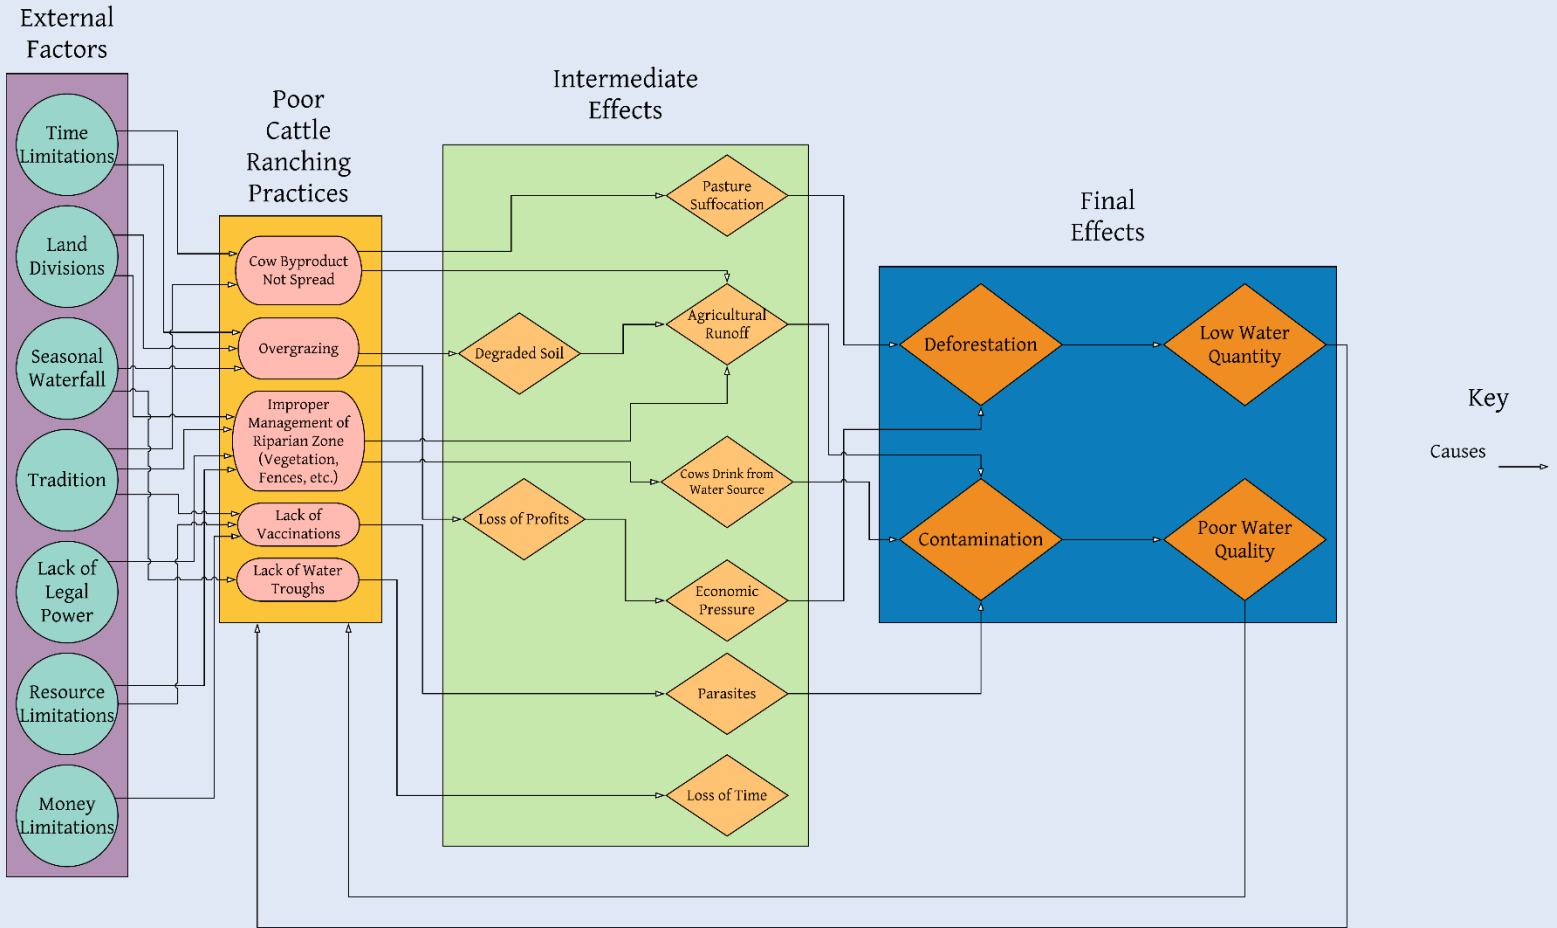 External
Factors
Time
Limitations
Land
Divisions
Seasonal
Waterfall
Tradition
Lack of
Legal
Power
Resource
Limitations
Money
Limitations
Poor
Cattle
Ranching
Practices
Cow Byproduct
Not Spread
Overgrazing
Improper
Management of
Riparian Zone
(Vegetation,
Fences, etc.)
Lack of
Vaccinations
Lack of Water
Troughs
Intermediate
Effects
Pasture
Suffocation
Agricultural
Runoff
Degraded Soil
Cows Drink from
Water Source
Loss of Profits
Economic
Pressure
Parasites
Loss of Time
Final
Effects
Deforestation
Low Water
Quantity
Contamination
Poor Water
Quality
Key
Causes